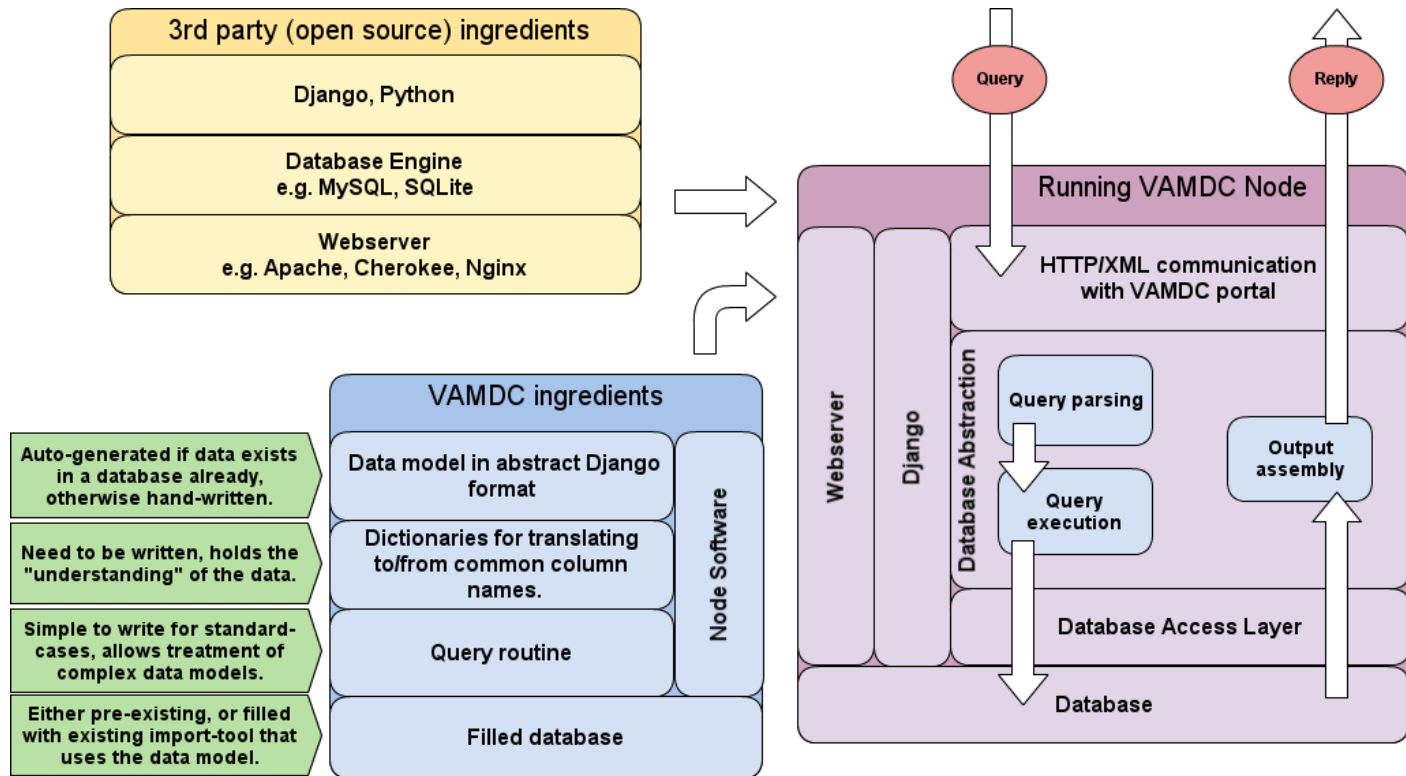 3rd party (open source) ingredients
Django, Python
Database Engine
e.g. MySQL, SQLite
Webserver
e.g. Apache, Cherokee, Nginx
VAMDC ingredients
Auto-generated if data exists
in a database already,
otherwise hand-written.
Data model in abstract Django
format
Need to be written, holds the
"understanding" of the data.
Dictionaries for translating
to/from common column
names.
Simple to write for standard-
cases, allows treatment of
complex data models.
Query routine
Node Software
Either pre-existing, or filled
with existing import-tool that
uses the data model.
Filled database
Query
Reply
Running VAMDC Node
Webserver
Django
HTTP/XML communication
with VAMDC portal
Database Abstraction
Query parsing
Query
execution
Output
assembly
Database Access Layer
Database